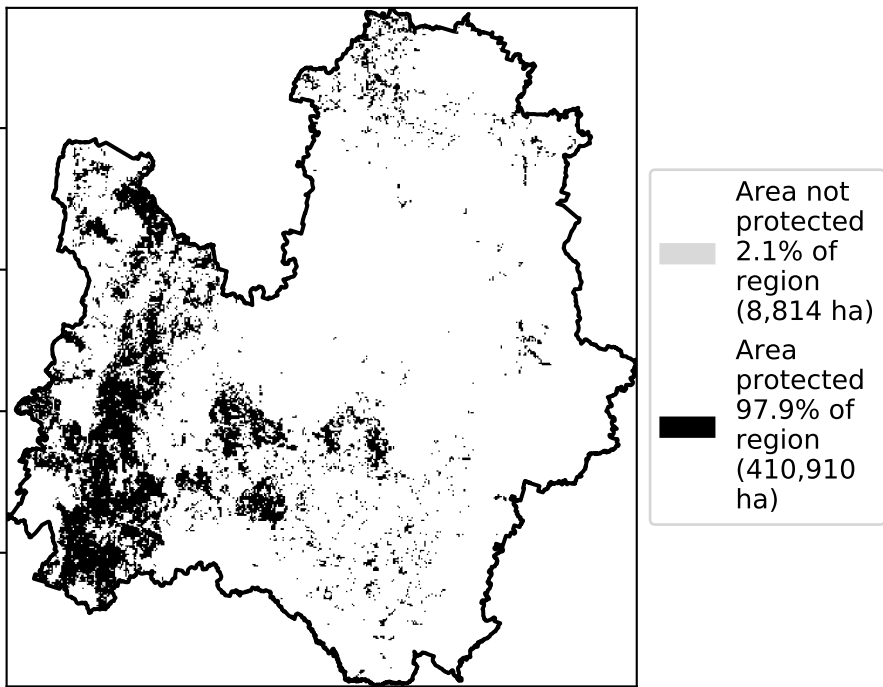 Area not
protected
2.1% of
region
(8,814 ha)
Area
protected
97.9% of
region
(410,910
ha)